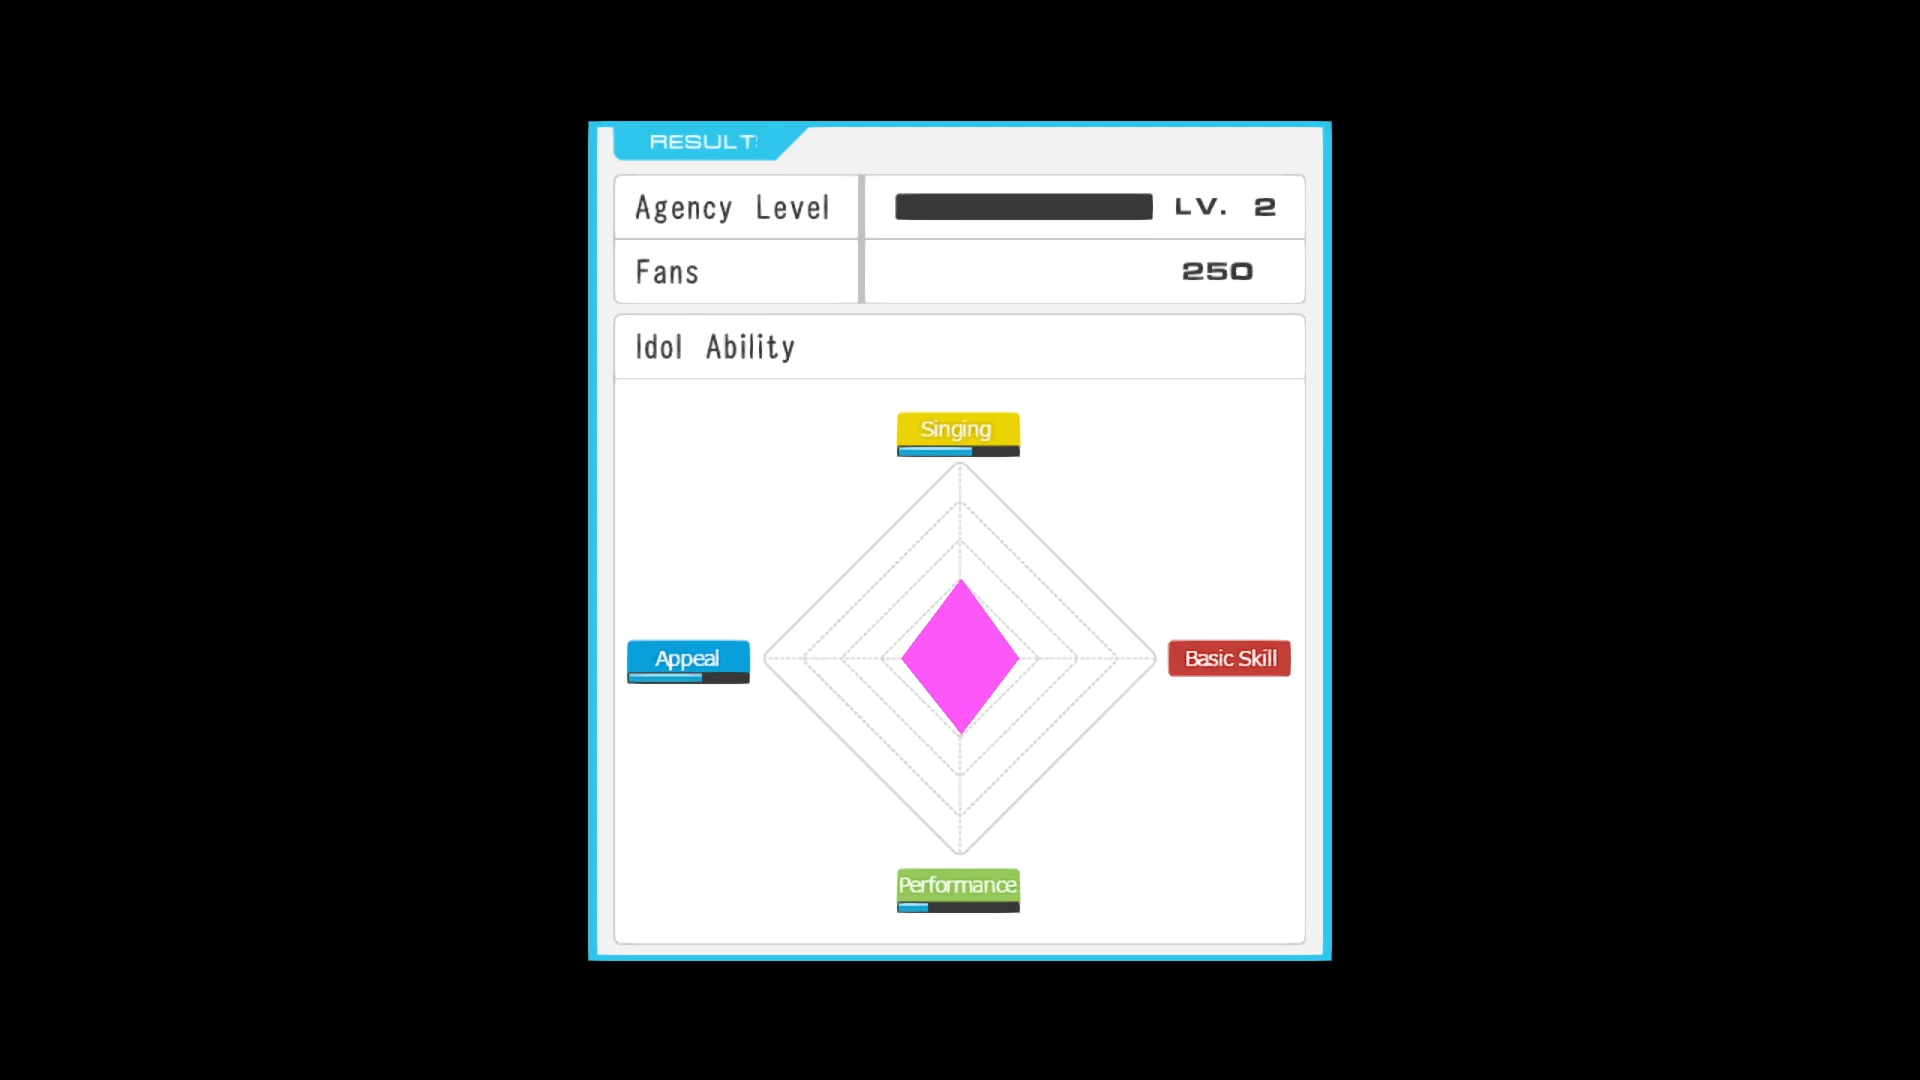 RESULT
Agency Level
LV. 2
Fans
250
Idol Ability
Singing
Appeal
Basic Skill
Performance